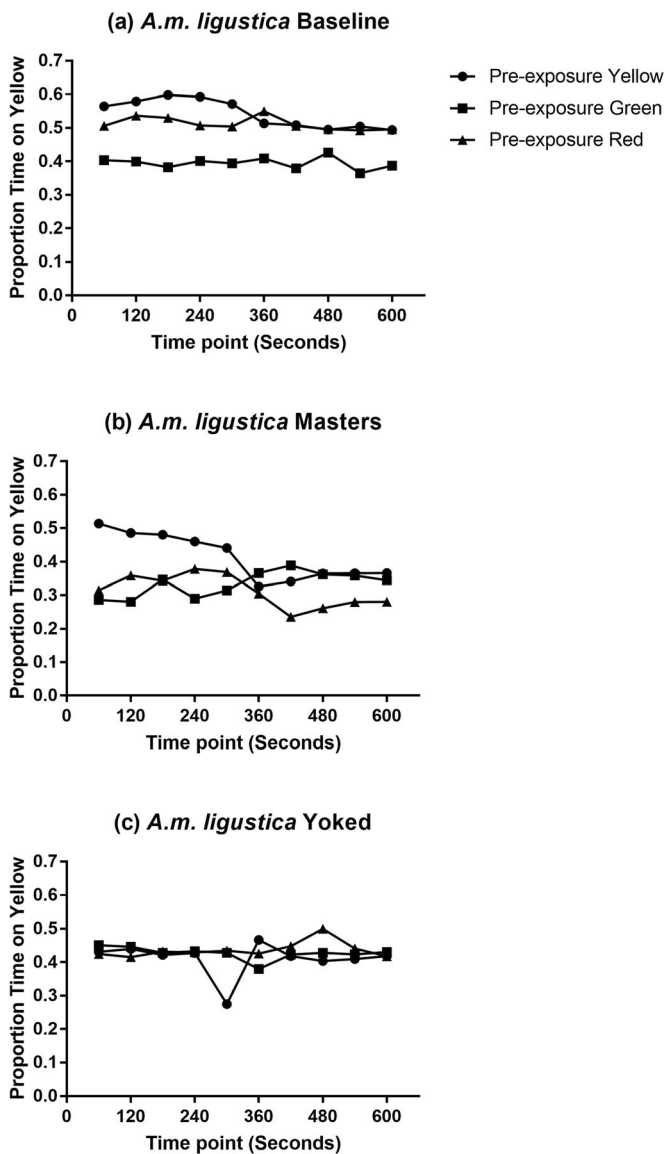 (a) A.m. ligustica Baseline
0.7
0.6
0.5
0.4
0.3
0.2
0.1
0.0
Proportion Time on Yellow
0 120 240 360 480 600
Time point (Seconds)
Pre-exposure Yellow
Pre-exposure Green
Pre-exposure Red
(b) A.m. ligustica Masters
0.7
0.6
0.5
0.4
0.3
0.2
0.1
0.0
Proportion Time on Yellow
0 120 240 360 480 600
Time point (Seconds)
(c) A.m. ligustica Yoked
0.7
0.6
0.5
0.4
0.3
0.2
0.1
0.0
Proportion Time on Yellow
0 120 240 360 480 600
Time point (Seconds)